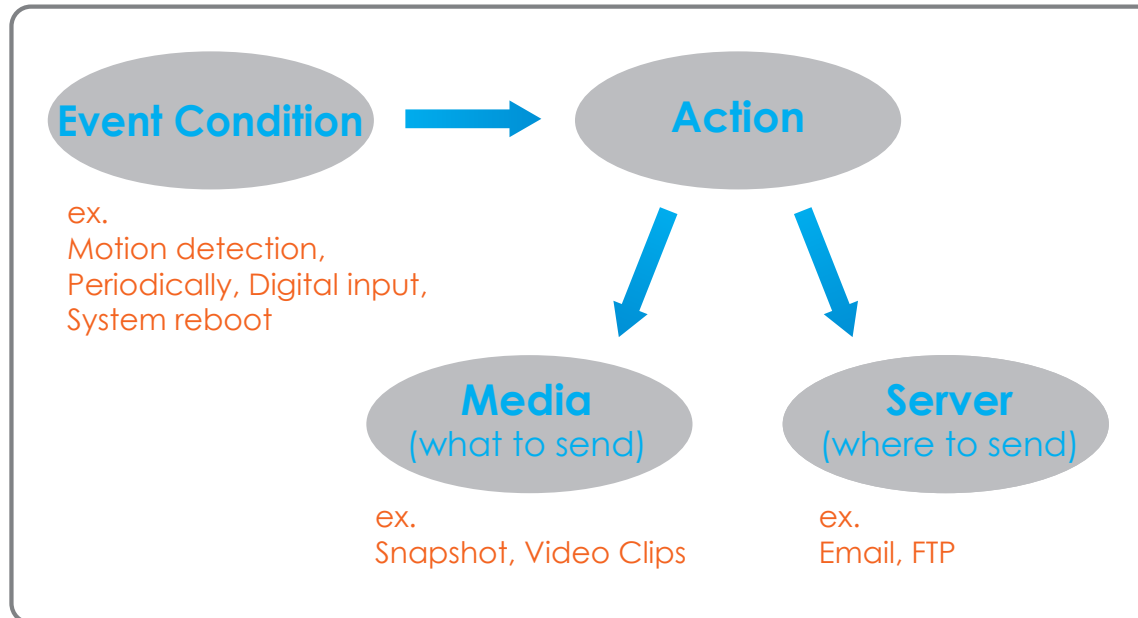 Event Condition
Action
ex.
Motion detection,
Periodically, Digital input,
System reboot
Media
(what to send)
Server
(where to send)
ex.
Snapshot, Video Clips
ex.
Email, FTP